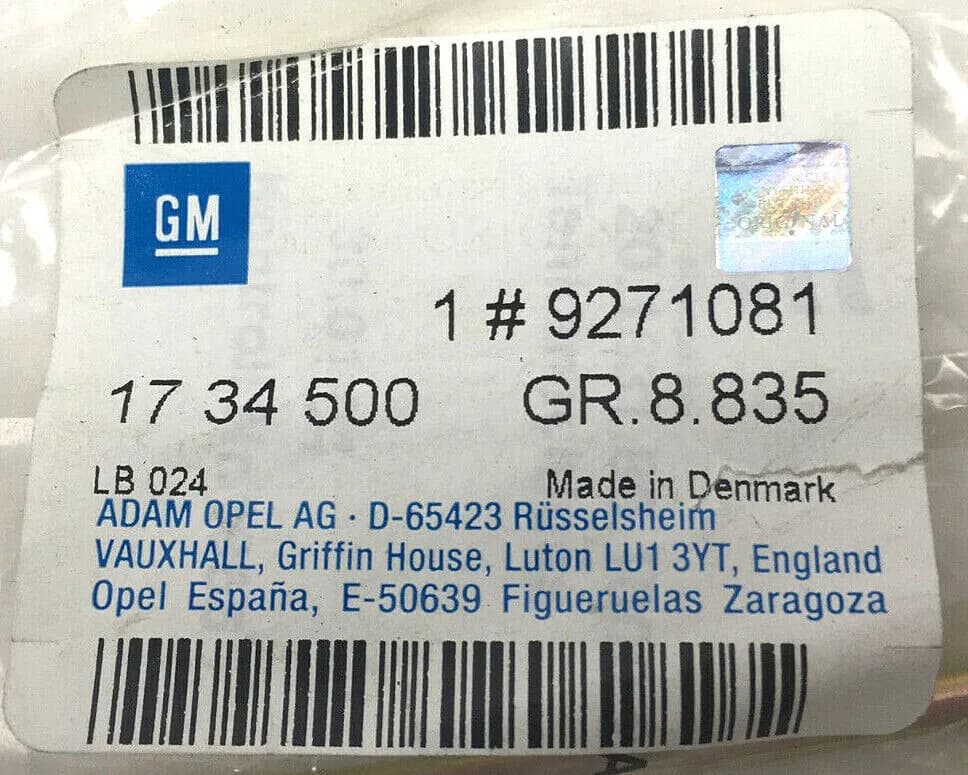 GM
ORIGINAL
1 # 9271081
17 34 500 GR.8.835
LB 024 Made in Denmark
ADAM OPEL AG · D-65423 Rüsselsheim
VAUXHALL, Griffin House, Luton LU1 3YT, England
Opel España, E-50639 Figueruelas Zaragoza